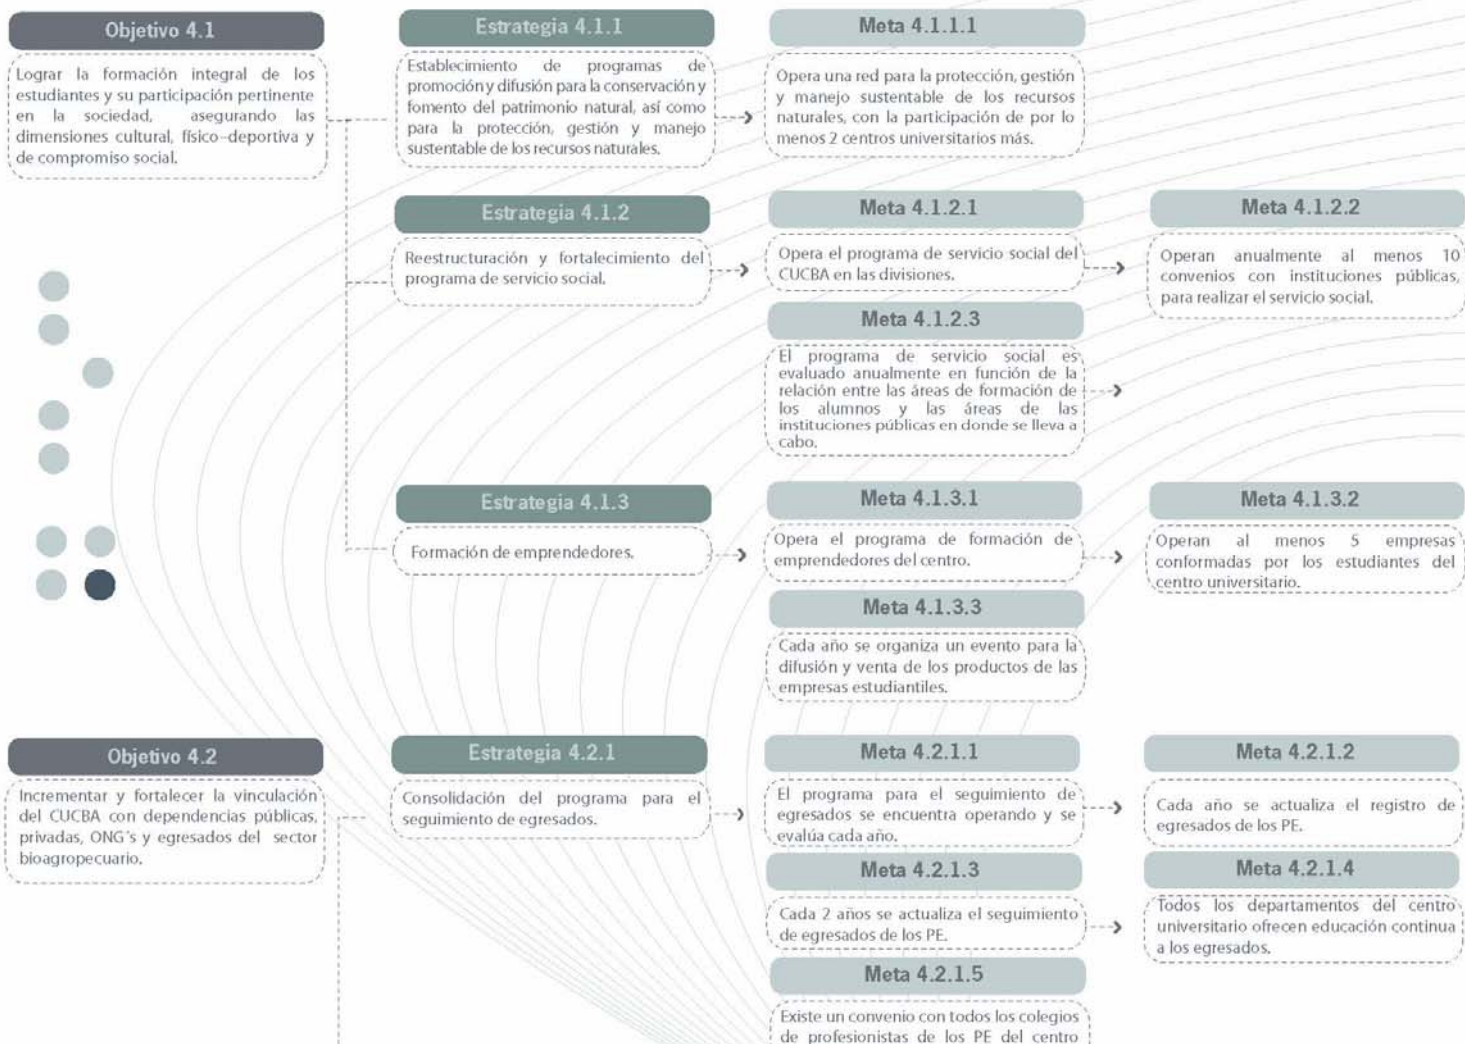 Objetivo 4.1
Lograr la formación integral de los
estudiantes y su participación pertinente
en la sociedad, asegurando las
dimensiones cultural, físico-deportiva y
de compromiso social.
Estrategia 4.1.1
Establecimiento de programas de
promoción y difusión para la conservación y
fomento del patrimonio natural, así como
para la protección, gestión y manejo
sustentable de los recursos naturales.
Meta 4.1.1.1
Opera una red para la protección, gestión
y manejo sustentable de los recursos
naturales, con la participación de por lo
menos 2 centros universitarios más.
Estrategia 4.1.2
Reestructuración y fortalecimiento del
programa de servicio social.
Meta 4.1.2.1
Opera el programa de servicio social del
CUCBA en las divisiones.
Meta 4.1.2.2
Operan anualmente al menos 10
convenios con instituciones públicas,
para realizar el servicio social.
Meta 4.1.2.3
El programa de servicio social es
evaluado anualmente en función de la
relación entre las áreas de formación de
los alumnos y las áreas de las
instituciones públicas en donde se lleva a
cabo.
Estrategia 4.1.3
Formación de emprendedores.
Meta 4.1.3.1
Opera el programa de formación de
emprendedores del centro.
Meta 4.1.3.2
Operan al menos 5 empresas
conformadas por los estudiantes del
centro universitario.
Meta 4.1.3.3
Cada año se organiza un evento para la
difusión y venta de los productos de las
empresas estudiantiles.
Objetivo 4.2
Incrementar y fortalecer la vinculación
del CUCBA con dependencias públicas,
privadas, ONG´s y egresados del sector
bioagropecuario.
Estrategia 4.2.1
Consolidación del programa para el
seguimiento de egresados.
Meta 4.2.1.1
El programa para el seguimiento de
egresados se encuentra operando y se
evalúa cada año.
Meta 4.2.1.2
Cada año se actualiza el registro de
egresados de los PE.
Meta 4.2.1.3
Cada 2 años se actualiza el seguimiento
de egresados de los PE.
Meta 4.2.1.4
Todos los departamentos del centro
universitario ofrecen educación continua
a los egresados.
Meta 4.2.1.5
Existe un convenio con todos los colegios
de profesionistas de los PE del centro